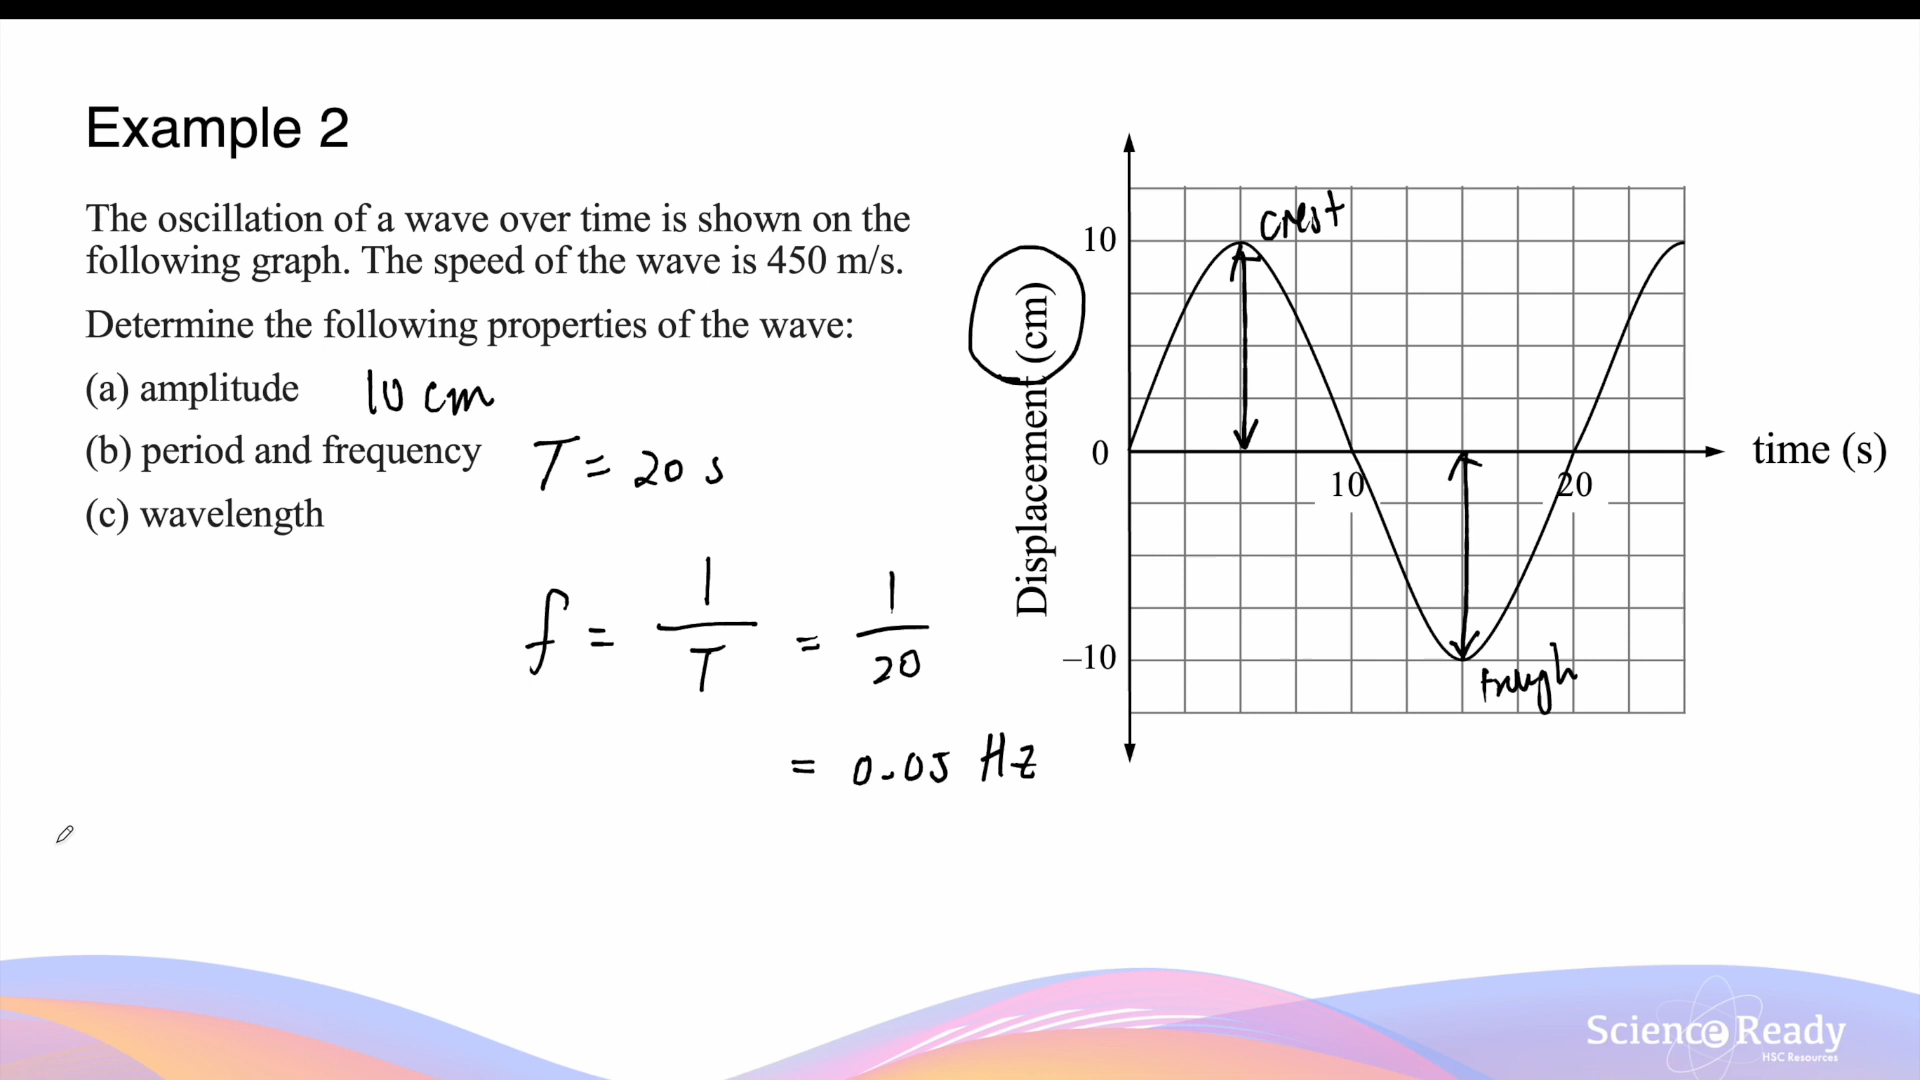 Example 2
The oscillation of a wave over time is shown on the
following graph. The speed of the wave is 450 m/s.
Determine the following properties of the wave:
(a) amplitude 10 cm
(b) period and frequency T = 20 s
(c) wavelength
f = 1/T = 1/20
= 0.05 Hz
Displacement (cm)
10
0
–10
crest
10
20
trough
time (s)
Science Ready
HSC Resources